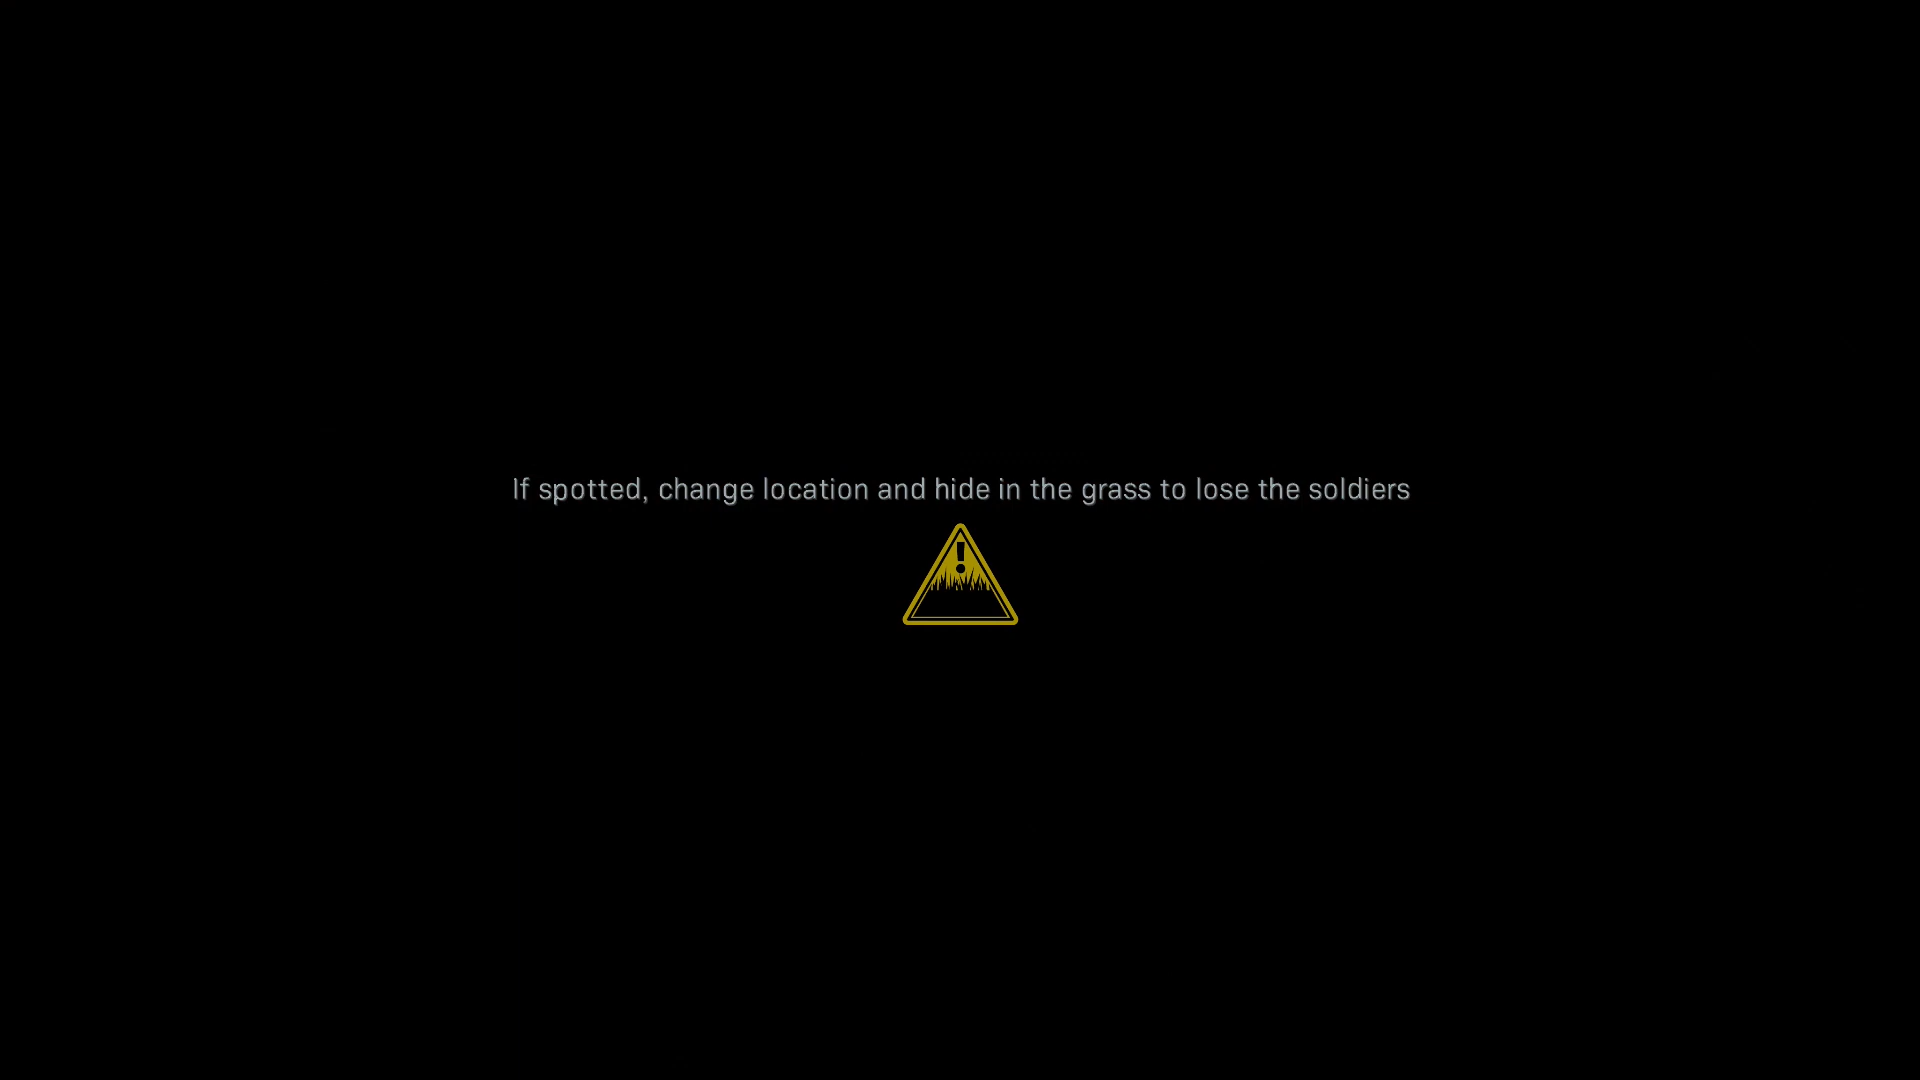 If spotted, change location and hide in the grass to lose the soldiers
!